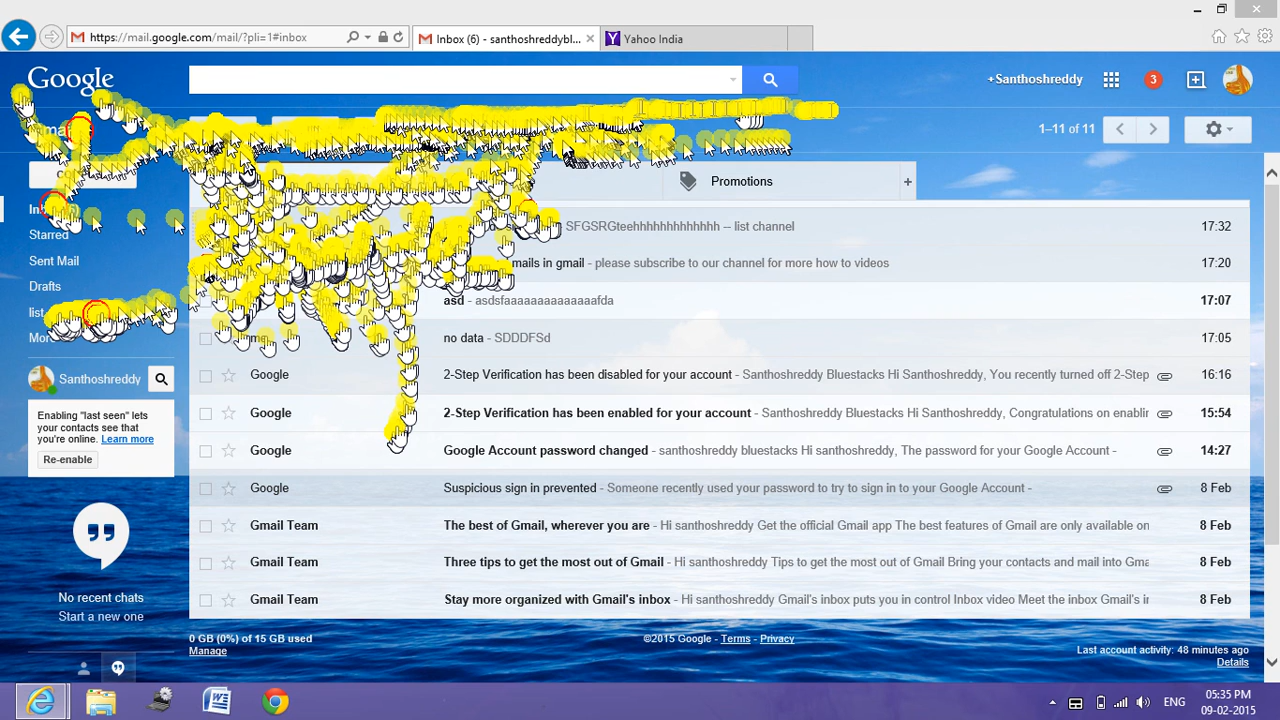 https://mail.google.com/mail/?pli=1#inbox
Inbox (6) - santhoshreddybl...
Yahoo India
Google
+Santhoshreddy
3
1–11 of 11
Promotions
+
Starred
Sent Mail
Drafts
list
SFGSRGteehhhhhhhhhhhhh -- list channel 17:32
mails in gmail - please subscribe to our channel for more how to videos 17:20
asd - asdsfaaaaaaaaaaaaaafda 17:07
no data - SDDDFSd 17:05
Google 2-Step Verification has been disabled for your account - Santhoshreddy Bluestacks Hi Santhoshreddy, You recently turned off 2-Step 16:16
Google 2-Step Verification has been enabled for your account - Santhoshreddy Bluestacks Hi Santhoshreddy, Congratulations on enablin 15:54
Google Google Account password changed - santhoshreddy bluestacks Hi santhoshreddy, The password for your Google Account - 14:27
Google Suspicious sign in prevented - Someone recently used your password to try to sign in to your Google Account - 8 Feb
Gmail Team The best of Gmail, wherever you are - Hi santhoshreddy Get the official Gmail app The best features of Gmail are only available on 8 Feb
Gmail Team Three tips to get the most out of Gmail - Hi santhoshreddy Tips to get the most out of Gmail Bring your contacts and mail into Gma 8 Feb
Gmail Team Stay more organized with Gmail's inbox - Hi santhoshreddy Gmail's inbox puts you in control Inbox video Meet the inbox Gmail's i 8 Feb
Santhoshreddy
Enabling "last seen" lets
your contacts see that
you're online. Learn more
Re-enable
No recent chats
Start a new one
0 GB (0%) of 15 GB used
Manage
©2015 Google - Terms - Privacy
Last account activity: 48 minutes ago
Details
ENG
05:35 PM
09-02-2015